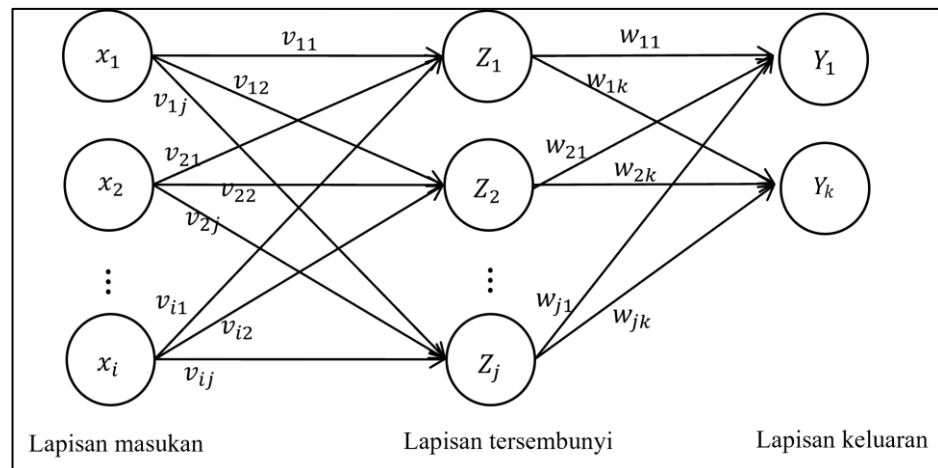 x₁ v₁₁ Z₁ w₁₁ Y₁
v₁₂ w₁ₖ
v₁ⱼ
v₂₁ w₂₁
x₂ v₂₂ Z₂ w₂ₖ Yₖ
v₂ⱼ
⋮ ⋮
vᵢ₁ wⱼ₁
vᵢ₂ wⱼₖ
xᵢ vᵢⱼ Zⱼ
Lapisan masukan Lapisan tersembunyi Lapisan keluaran